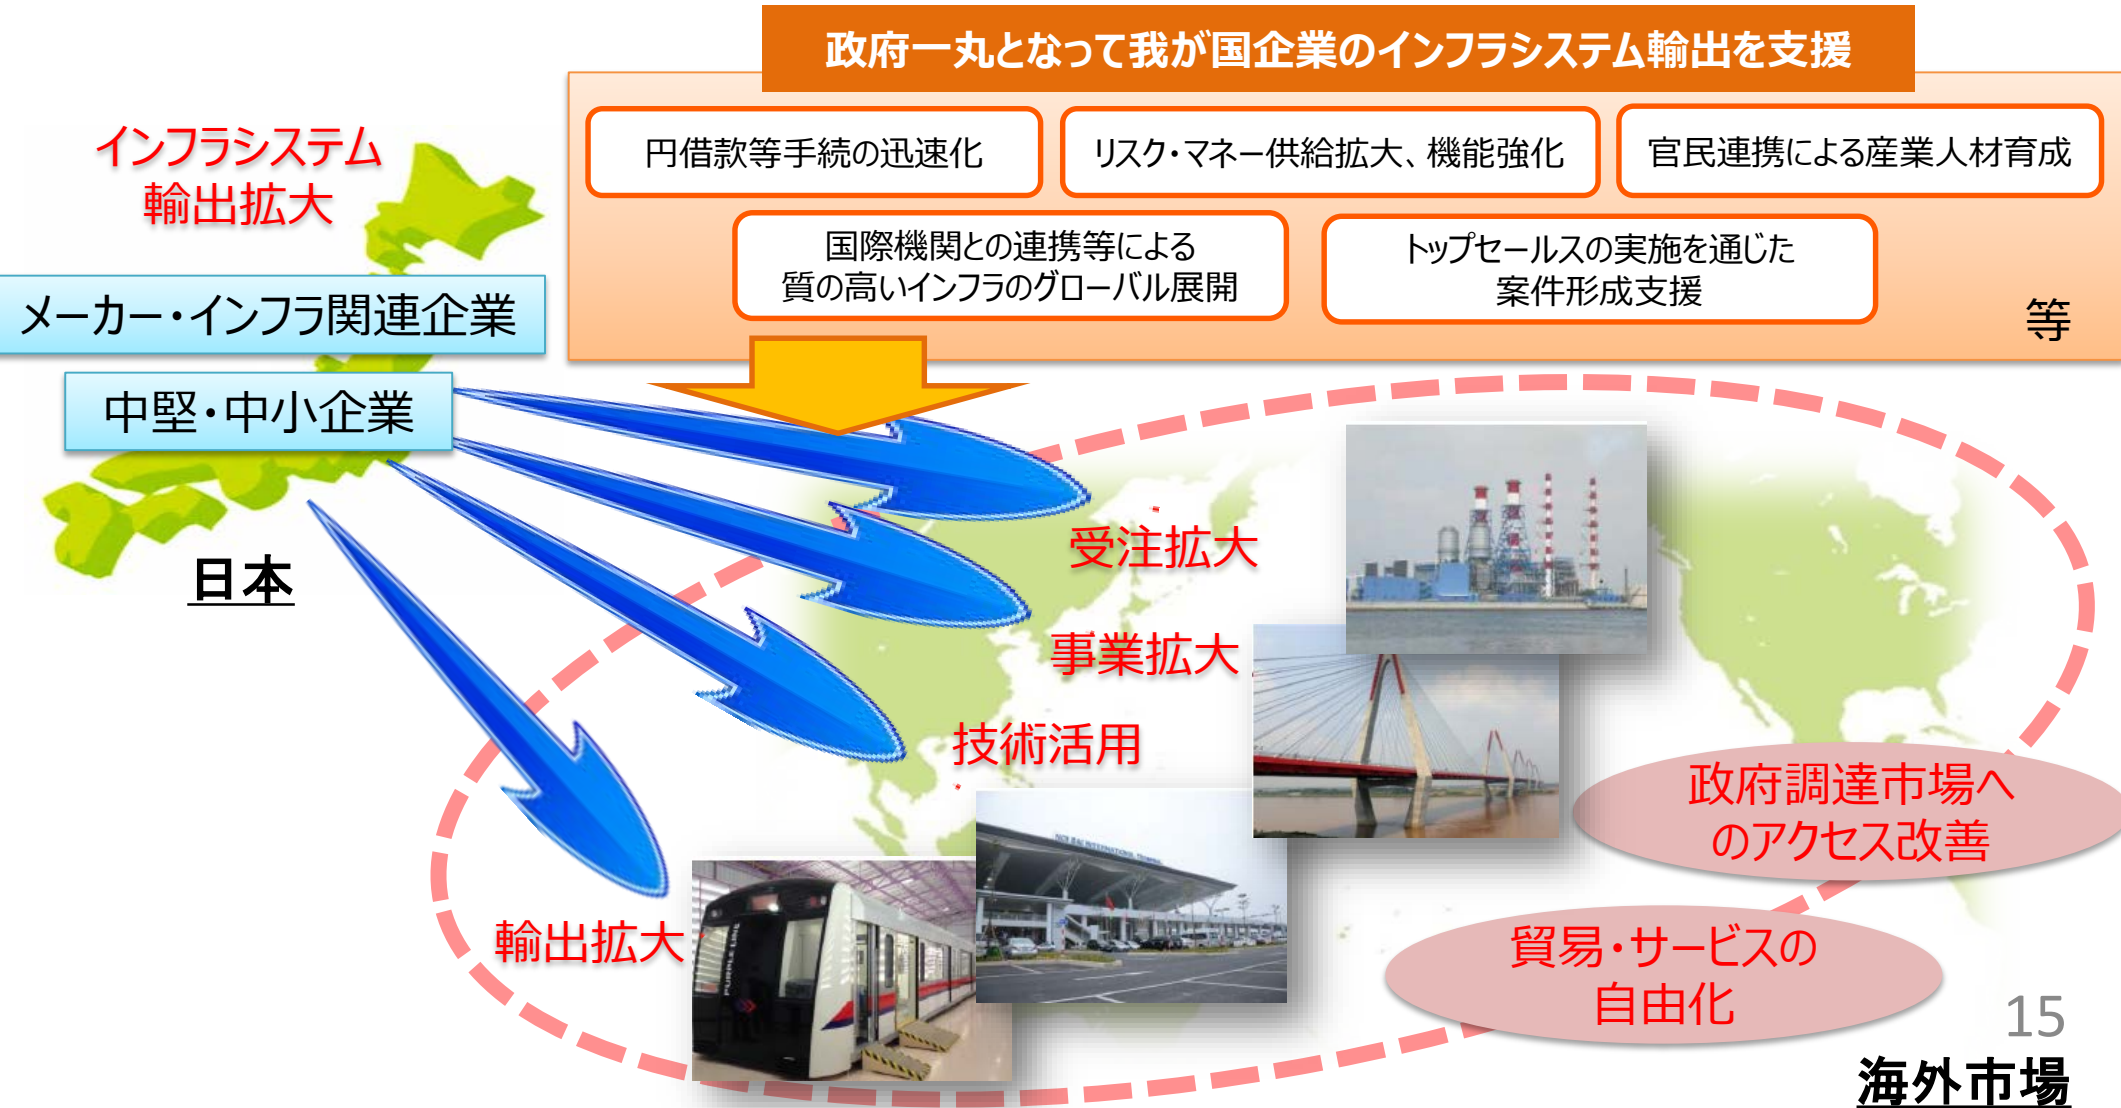 政府一丸となって我が国企業のインフラシステム輸出を支援
円借款等手続の迅速化
リスク・マネー供給拡大、機能強化
官民連携による産業人材育成
国際機関との連携等による
質の高いインフラのグローバル展開
トップセールスの実施を通じた
案件形成支援
等
インフラシステム
輸出拡大
メーカー・インフラ関連企業
中堅・中小企業
日本
受注拡大
事業拡大
技術活用
輸出拡大
PURPLE LINE
政府調達市場へ
のアクセス改善
貿易・サービスの
自由化
15
海外市場